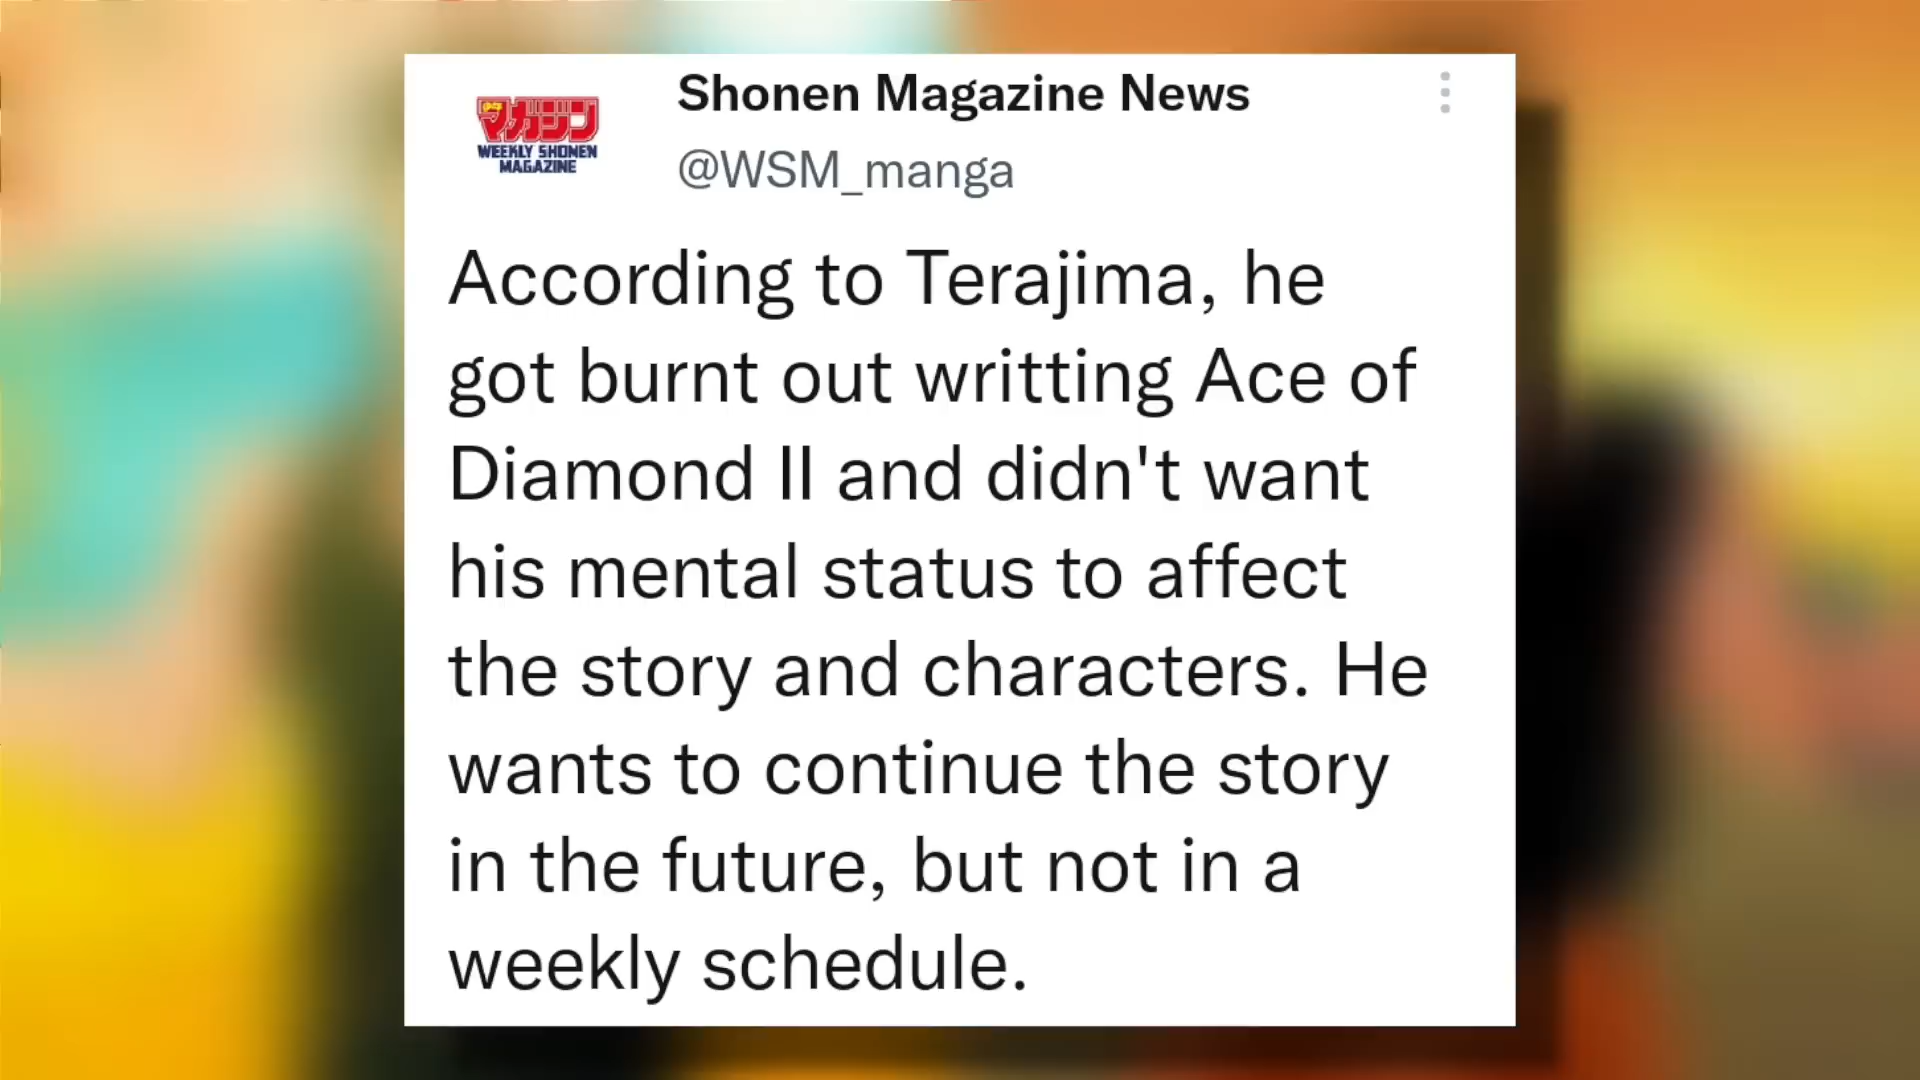 Shonen Magazine News
少年
マガジン
WEEKLY SHONEN
MAGAZINE
@WSM_manga
According to Terajima, he
got burnt out writting Ace of
Diamond II and didn't want
his mental status to affect
the story and characters. He
wants to continue the story
in the future, but not in a
weekly schedule.